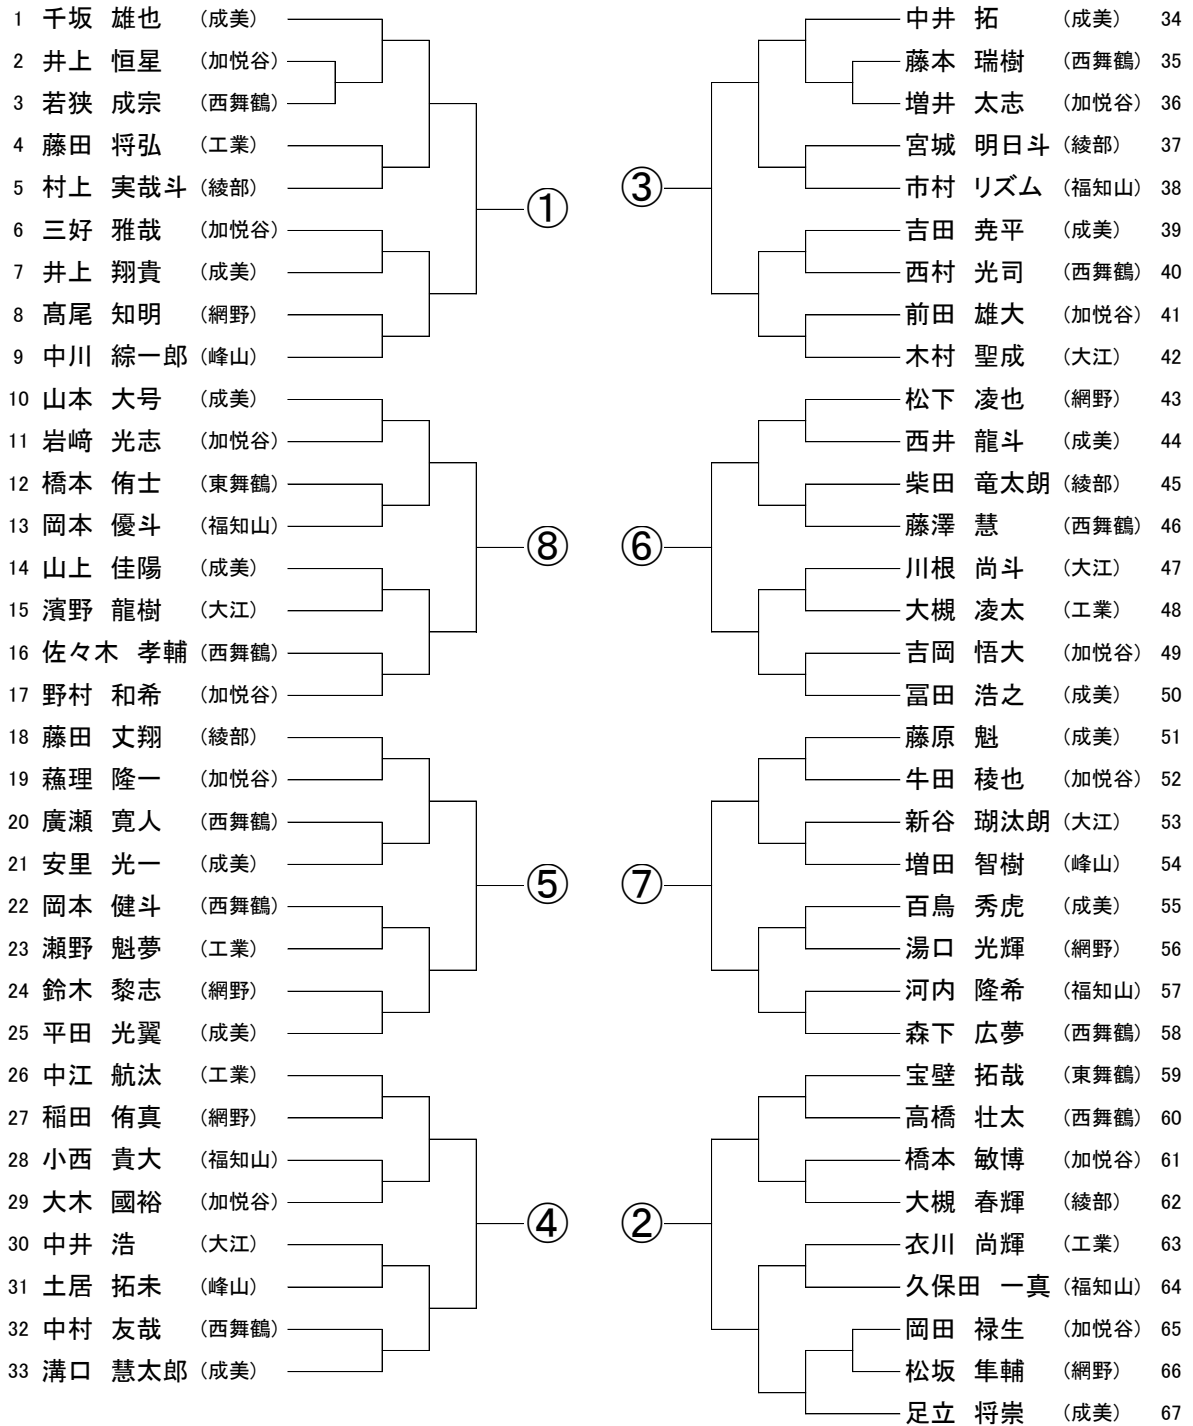 1 千坂 雄也 (成美)
2 井上 恒星 (加悦谷)
3 若狭 成宗 (西舞鶴)
4 藤田 将弘 (工業)
5 村上 実哉斗 (綾部)
①
6 三好 雅哉 (加悦谷)
7 井上 翔貴 (成美)
8 髙尾 知明 (網野)
9 中川 綜一郎 (峰山)
10 山本 大号 (成美)
11 岩﨑 光志 (加悦谷)
12 橋本 侑士 (東舞鶴)
13 岡本 優斗 (福知山)
⑧
14 山上 佳陽 (成美)
15 濱野 龍樹 (大江)
16 佐々木 孝輔 (西舞鶴)
17 野村 和希 (加悦谷)
18 藤田 丈翔 (綾部)
19 蘓理 隆一 (加悦谷)
20 廣瀬 寛人 (西舞鶴)
21 安里 光一 (成美)
⑤
22 岡本 健斗 (西舞鶴)
23 瀬野 魁夢 (工業)
24 鈴木 黎志 (網野)
25 平田 光翼 (成美)
26 中江 航汰 (工業)
27 稲田 侑真 (網野)
28 小西 貴大 (福知山)
29 大木 國裕 (加悦谷)
④
30 中井 浩 (大江)
31 土居 拓未 (峰山)
32 中村 友哉 (西舞鶴)
33 溝口 慧太郎 (成美)
中井 拓 (成美) 34
藤本 瑞樹 (西舞鶴) 35
増井 太志 (加悦谷) 36
宮城 明日斗 (綾部) 37
③
市村 リズム (福知山) 38
吉田 尭平 (成美) 39
西村 光司 (西舞鶴) 40
前田 雄大 (加悦谷) 41
木村 聖成 (大江) 42
松下 凌也 (網野) 43
西井 龍斗 (成美) 44
柴田 竜太朗 (綾部) 45
藤澤 慧 (西舞鶴) 46
⑥
川根 尚斗 (大江) 47
大槻 凌太 (工業) 48
吉岡 悟大 (加悦谷) 49
冨田 浩之 (成美) 50
藤原 魁 (成美) 51
牛田 稜也 (加悦谷) 52
新谷 瑚汰朗 (大江) 53
増田 智樹 (峰山) 54
⑦
百鳥 秀虎 (成美) 55
湯口 光輝 (網野) 56
河内 隆希 (福知山) 57
森下 広夢 (西舞鶴) 58
宝壁 拓哉 (東舞鶴) 59
高橋 壮太 (西舞鶴) 60
橋本 敏博 (加悦谷) 61
大槻 春輝 (綾部) 62
②
衣川 尚輝 (工業) 63
久保田 一真 (福知山) 64
岡田 禄生 (加悦谷) 65
松坂 隼輔 (網野) 66
足立 将崇 (成美) 67